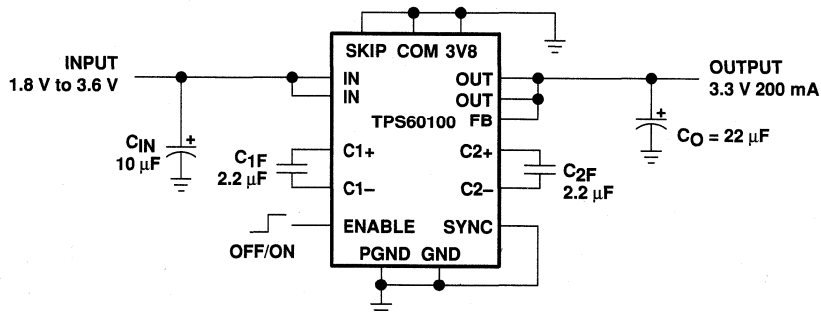 SKIP COM 3V8
INPUT
1.8 V to 3.6 V
IN
IN
OUT
OUT
FB
OUTPUT
3.3 V 200 mA
TPS60100
+
CIN
10 µF
+
CO = 22 µF
C1F
2.2 µF
C1+
C1–
C2+
C2–
C2F
2.2 µF
OFF/ON
ENABLE
SYNC
PGND GND